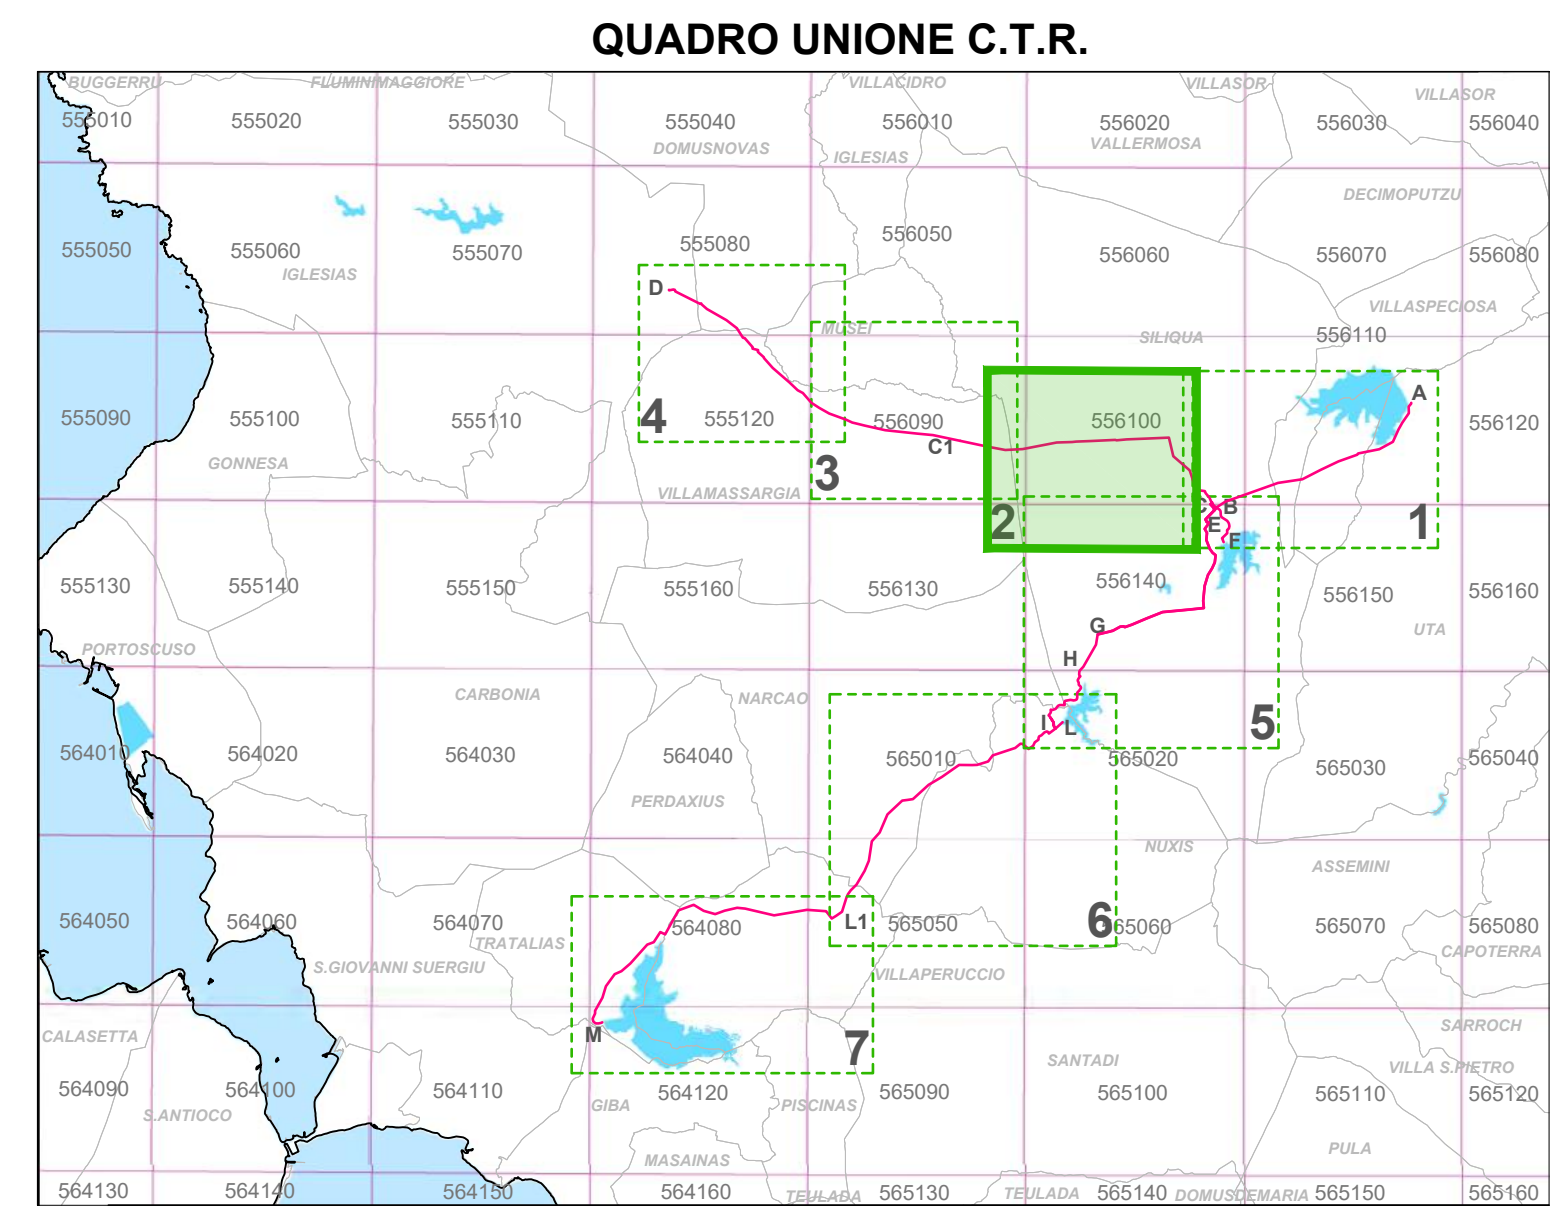 QUADRO UNIONE C.T.R.
BUGGERRU FLUMINIMAGGIORE VILLACIDRO VILLASOR VILLASOR
555010 555020 555030 555040 556010 556020 556030 556040
DOMUSNOVAS IGLESIAS VALLERMOSA
DECIMOPUTZU
555050 555060 555070 555080 556050 556060 556070 556080
IGLESIAS
D
MUSEI SILIQUA 556110 VILLASPECIOSA
A
555090 555100 555110 4 555120 556090 556100 556120
C1
GONNESA 3
VILLAMASSARGIA
2 C B 1
E
F
555130 555140 555150 555160 556130 556140 556150 556160
G UTA
PORTOSCUSO H
CARBONIA NARCAO
I L 5
564010 564020 564030 564040 565010 565020 565030 565040
PERDAXIUS
NUXIS ASSEMINI
564050 564060 564070 564080 L1 565050 6 565060 565070 565080
TRATALIAS CAPOTERRA
S.GIOVANNI SUERGIU VILLAPERUCCIO
CALASETTA M 7 SARROCH
SANTADI VILLA S.PIETRO
564090 564100 564110 564120 565090 565100 565110 565120
S.ANTIOCO GIBA PISCINAS
MASAINAS PULA
564130 564140 564150 564160 TEULADA 565130 TEULADA 565140 DOMUSDEMARIA 565150 565160